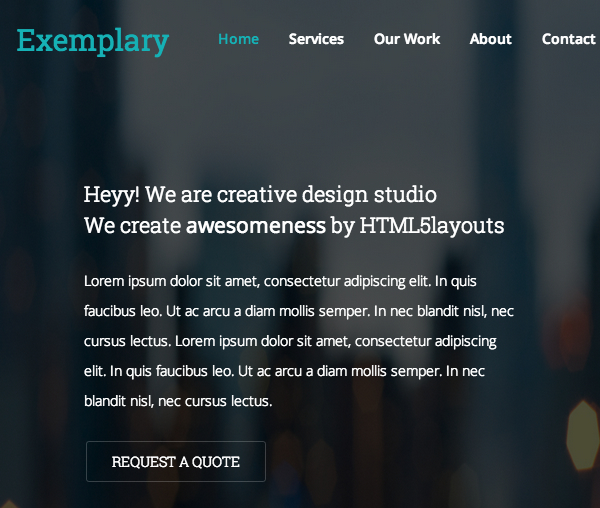 Exemplary Home Services Our Work About Contact
Heyy! We are creative design studio
We create awesomeness by HTML5layouts
Lorem ipsum dolor sit amet, consectetur adipiscing elit. In quis
faucibus leo. Ut ac arcu a diam mollis semper. In nec blandit nisl, nec
cursus lectus. Lorem ipsum dolor sit amet, consectetur adipiscing
elit. In quis faucibus leo. Ut ac arcu a diam mollis semper. In nec
blandit nisl, nec cursus lectus.
REQUEST A QUOTE